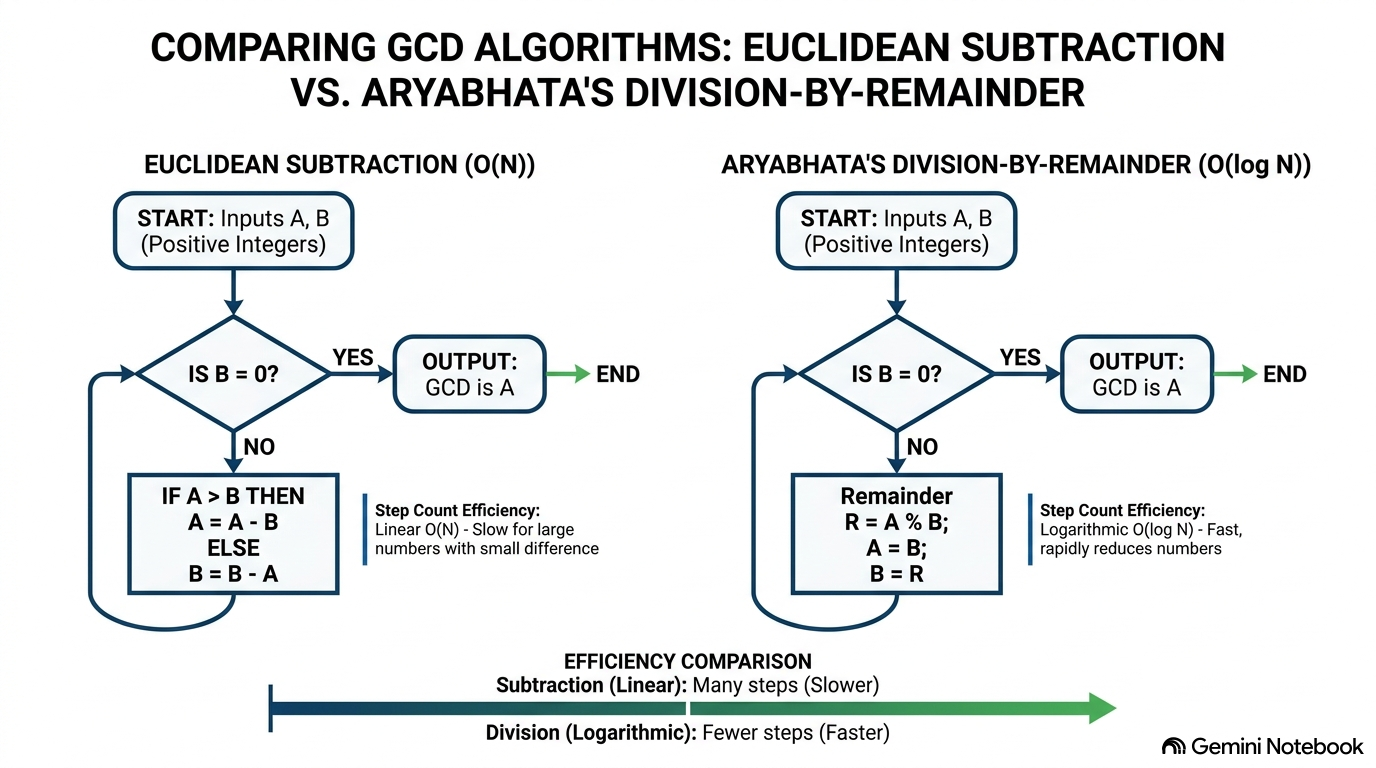 COMPARING GCD ALGORITHMS: EUCLIDEAN SUBTRACTION
VS. ARYABHATA'S DIVISION-BY-REMAINDER
EUCLIDEAN SUBTRACTION (O(N))
START: Inputs A, B
(Positive Integers)
IS B = 0?
YES
OUTPUT:
GCD is A
END
NO
IF A > B THEN
A = A - B
ELSE
B = B - A
Step Count Efficiency:
Linear O(N) - Slow for large
numbers with small difference
ARYABHATA'S DIVISION-BY-REMAINDER (O(log N))
START: Inputs A, B
(Positive Integers)
IS B = 0?
YES
OUTPUT:
GCD is A
END
NO
Remainder
R = A % B;
A = B;
B = R
Step Count Efficiency:
Logarithmic O(log N) - Fast,
rapidly reduces numbers
EFFICIENCY COMPARISON
Subtraction (Linear): Many steps (Slower)
Division (Logarithmic): Fewer steps (Faster)
Gemini Notebook